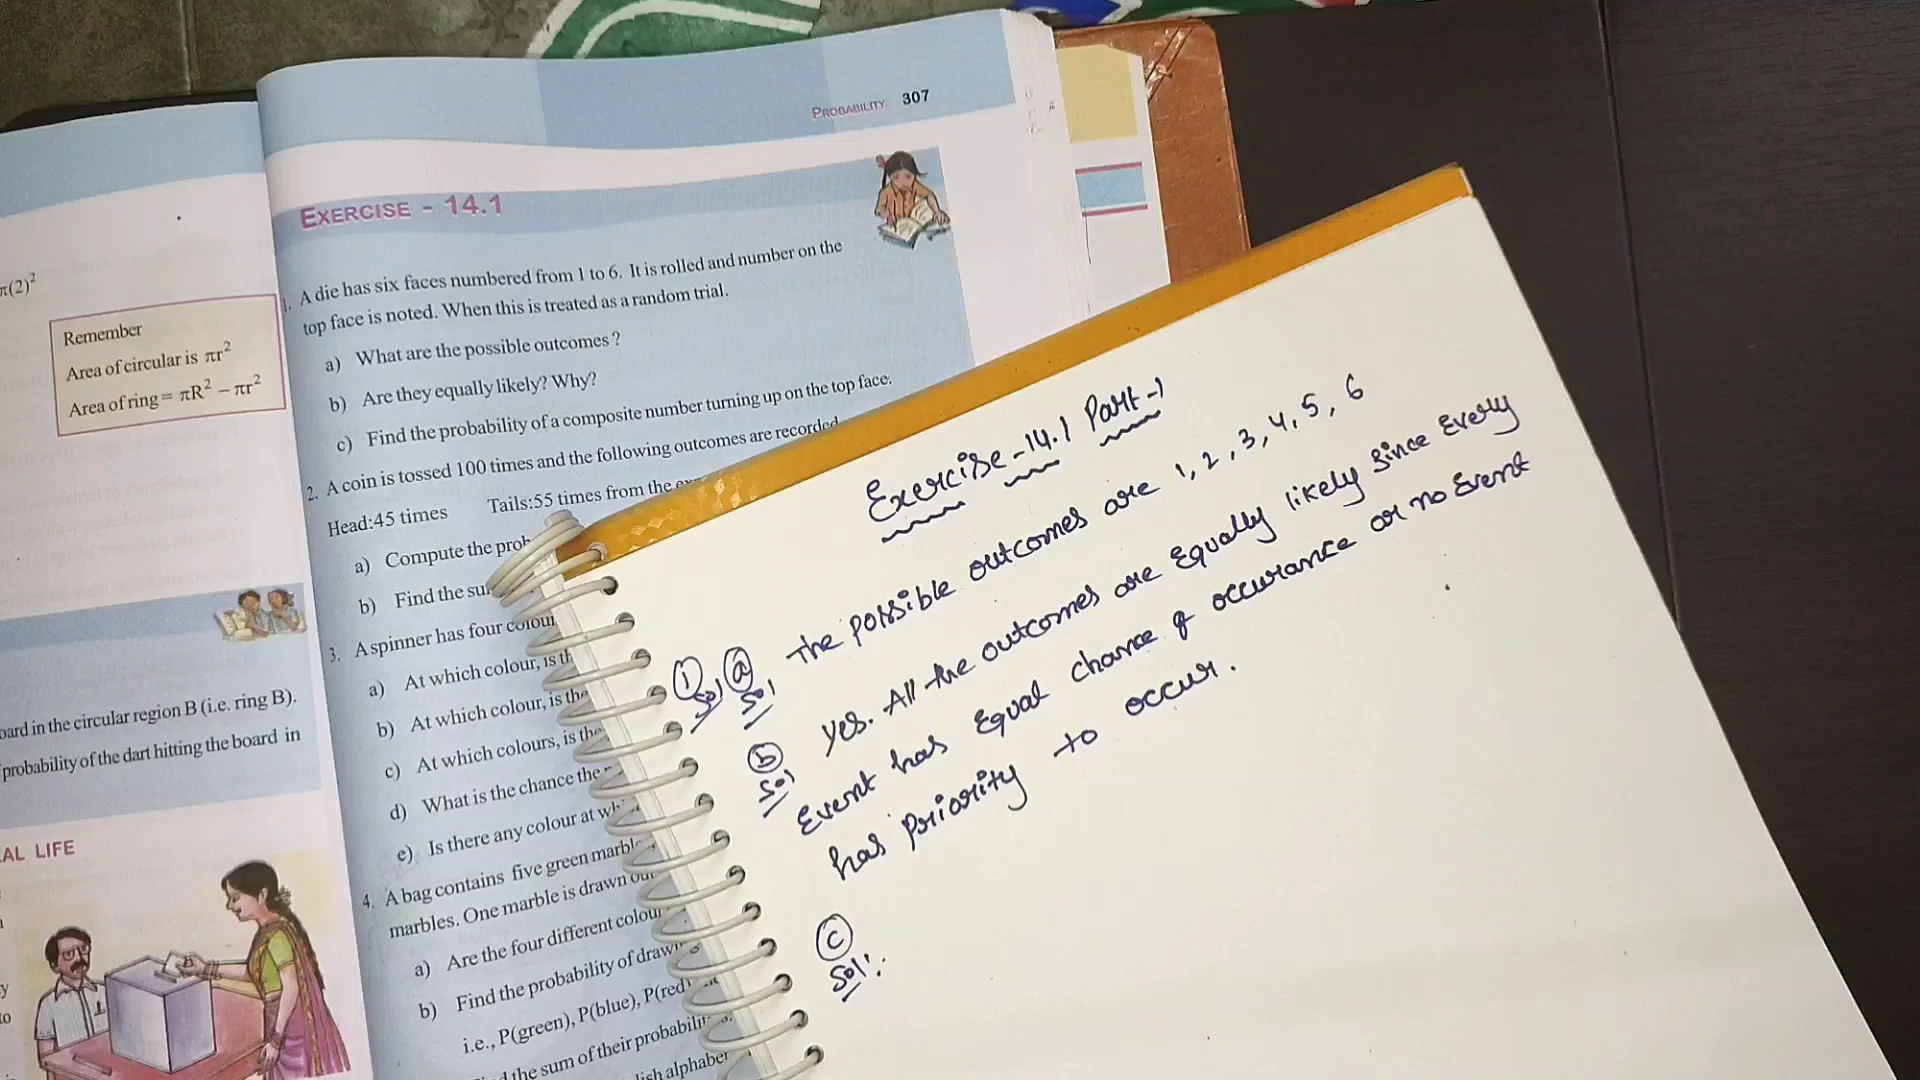 π(2)²
Remember
Area of circular is πr²
Area of ring = πR² − πr²
oard in the circular region B (i.e. ring B).
probability of the dart hitting the board in
AL LIFE
PROBABILITY 307
EXERCISE - 14.1
1. A die has six faces numbered from 1 to 6. It is rolled and number on the
top face is noted. When this is treated as a random trial.
a) What are the possible outcomes ?
b) Are they equally likely? Why?
c) Find the probability of a composite number turning up on the top face.
2. A coin is tossed 100 times and the following outcomes are recorded
Head:45 times Tails:55 times from the
a) Compute the prob
b) Find the su
3. A spinner has four colou
a) At which colour, is th
b) At which colour, is the
c) At which colours, is the
d) What is the chance the
e) Is there any colour at whi
4. A bag contains five green marbl
marbles. One marble is drawn ou
a) Are the four different colou
b) Find the probability of draw
i.e., P(green), P(blue), P(red)
d the sum of their probabilit
lish alphabet
Exercise-14.1 Part-1
① ⓐ The possible outcomes are 1, 2, 3, 4, 5, 6
Sol Sol
ⓑ Yes. All the outcomes are Equally likely Since Every
Sol
Event has Equal chance of occurance or no Event
has priority to occur.
ⓒ
Sol: